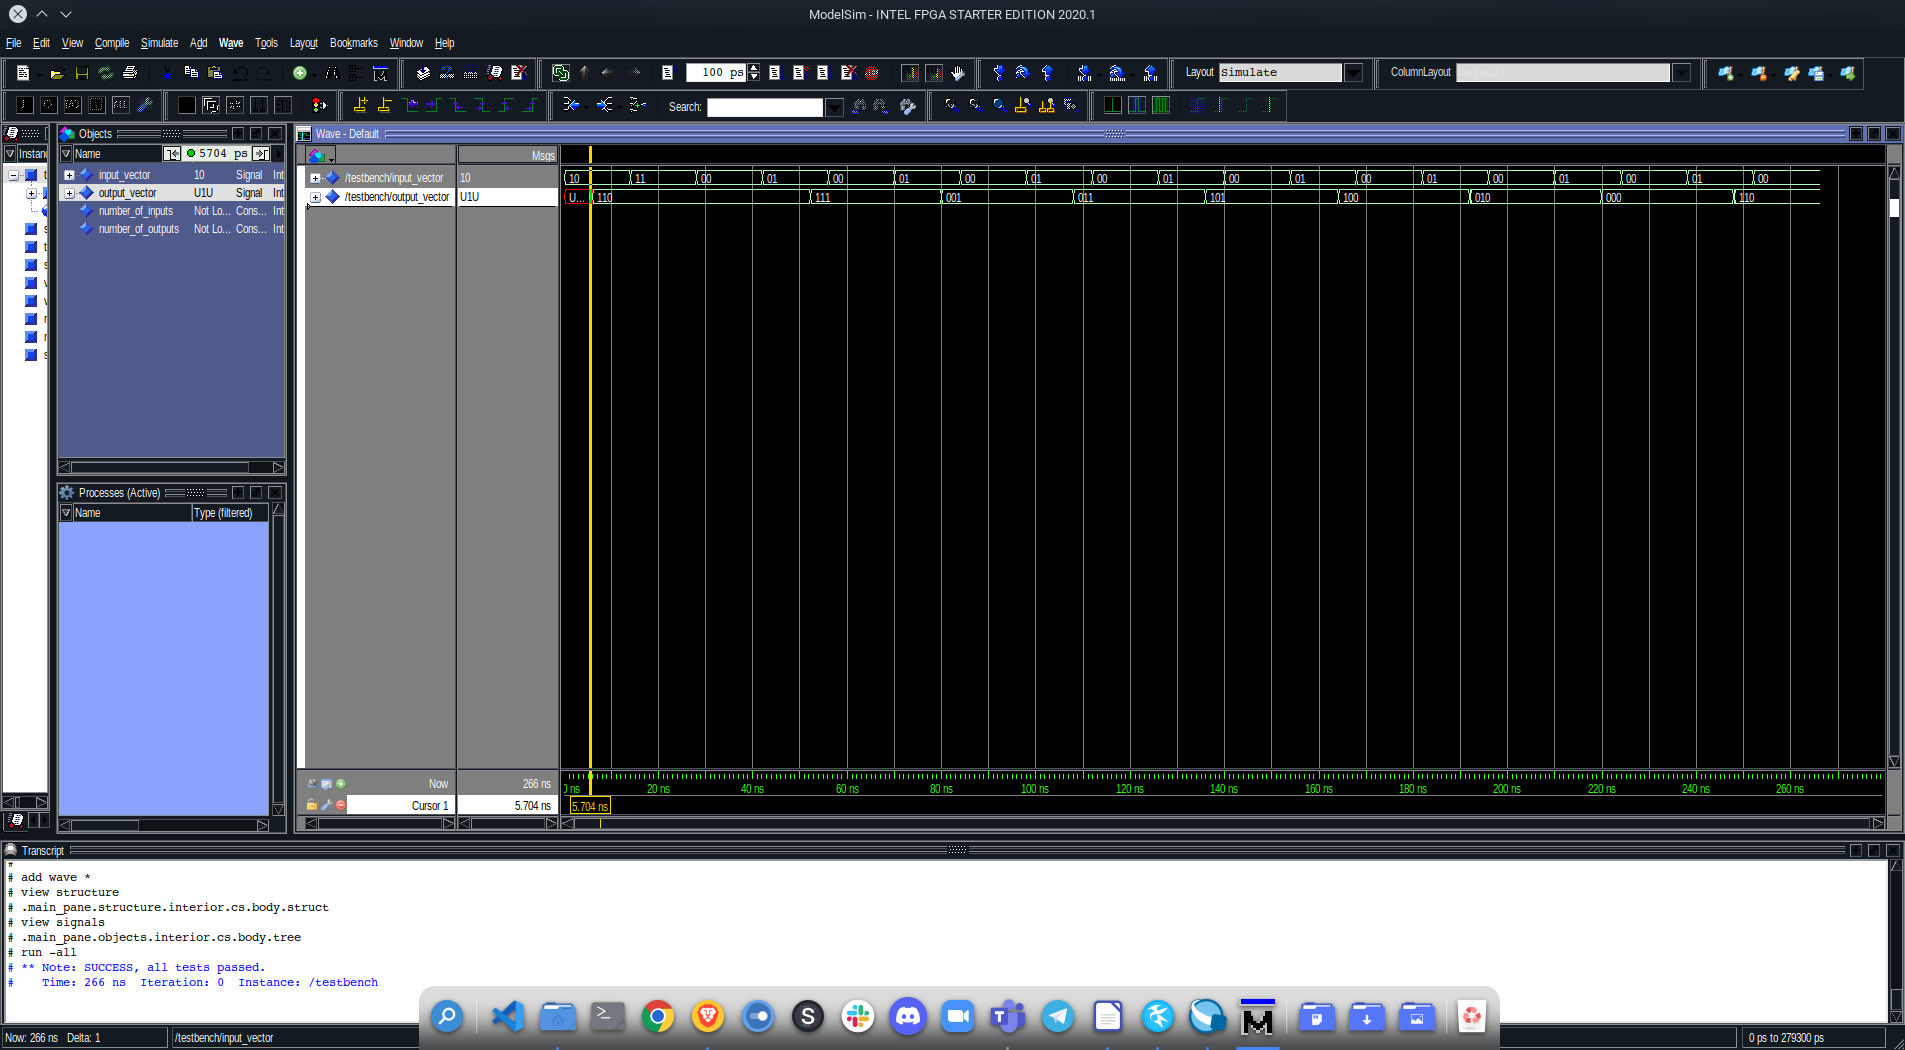 ModelSim - INTEL FPGA STARTER EDITION 2020.1
File Edit View Compile Simulate Add Wave Tools Layout Bookmarks Window Help
100 ps
Layout Simulate
ColumnLayout Default
Search:
Instanc
Objects
Name 5704 ps
input_vector 10 Signal Int
output_vector U1U Signal Int
number_of_inputs Not Lo... Cons... Int
number_of_outputs Not Lo... Cons... Int
Processes (Active)
Name Type (filtered)
Wave - Default
Msgs
/testbench/input_vector 10
10 11 00 01 00 01 00 01 00 01 00 01 00 01 00 01 00 01 00
/testbench/output_vector U1U
U... 110 111 001 011 101 100 010 000 110
Now 266 ns
Cursor 1 5.704 ns
20 ns 40 ns 60 ns 80 ns 100 ns 120 ns 140 ns 160 ns 180 ns 200 ns 220 ns 240 ns 260 ns
5.704 ns
Transcript
#
# add wave *
# view structure
# .main_pane.structure.interior.cs.body.struct
# view signals
# .main_pane.objects.interior.cs.body.tree
# run -all
# ** Note: SUCCESS, all tests passed.
# Time: 266 ns Iteration: 0 Instance: /testbench
Now: 266 ns Delta: 1
/testbench/input_vector
0 ps to 279300 ps